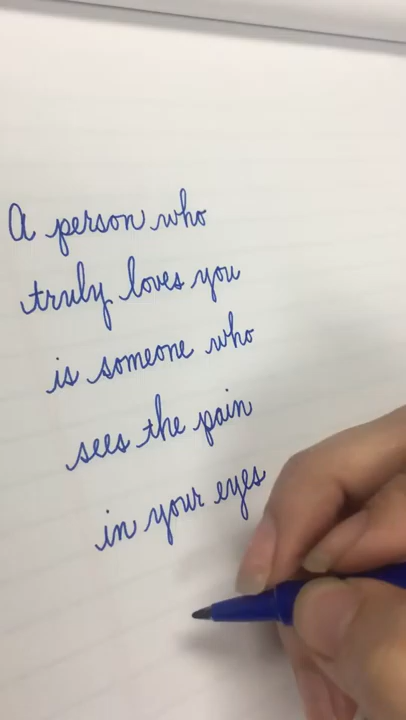 A person who
truly loves you
is someone who
sees the pain
in your eyes